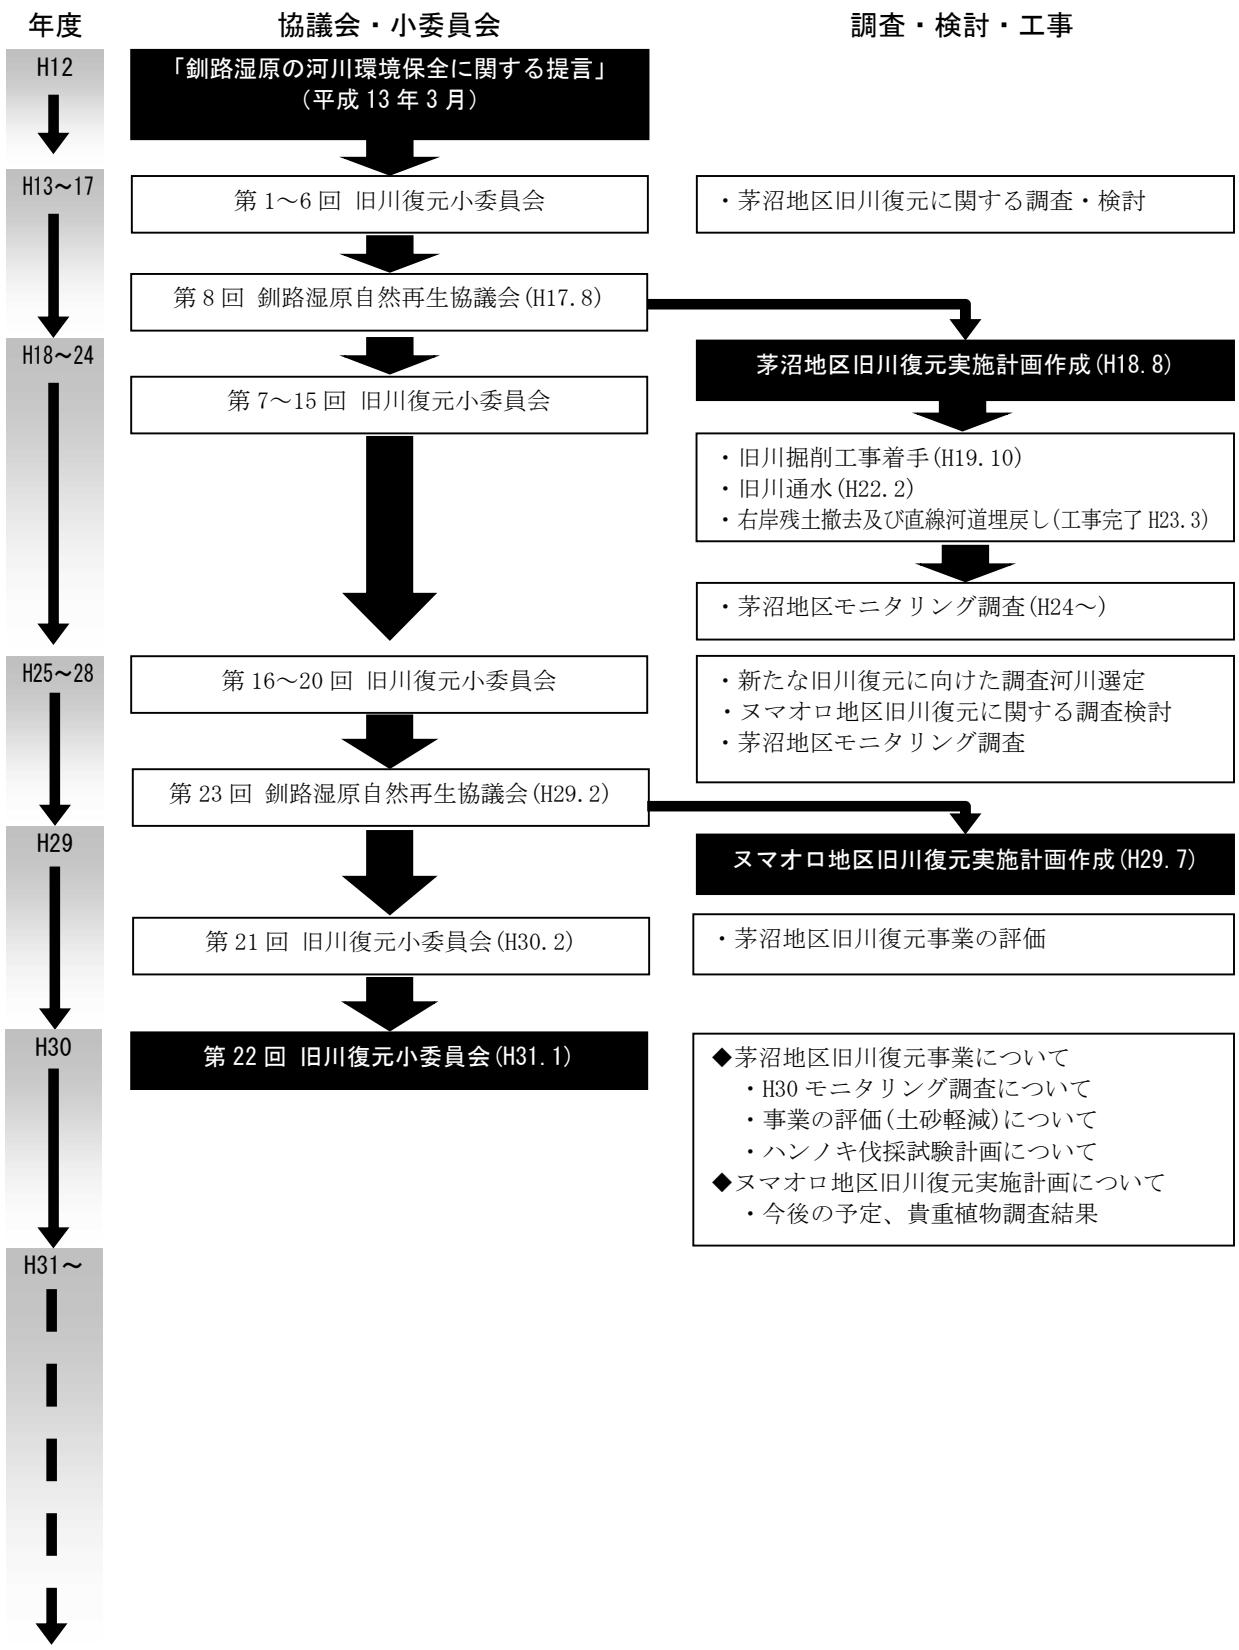 年度
協議会・小委員会
調査・検討・工事
H12
「釧路湿原の河川環境保全に関する提言」
(平成13年3月)
H13～17
第1～6回 旧川復元小委員会
・茅沼地区旧川復元に関する調査・検討
第8回 釧路湿原自然再生協議会(H17.8)
H18～24
茅沼地区旧川復元実施計画作成(H18.8)
第7～15回 旧川復元小委員会
・旧川掘削工事着手(H19.10)
・旧川通水(H22.2)
・右岸残土撤去及び直線河道埋戻し(工事完了H23.3)
・茅沼地区モニタリング調査(H24～)
H25～28
第16～20回 旧川復元小委員会
・新たな旧川復元に向けた調査河川選定
・ヌマオロ地区旧川復元に関する調査検討
・茅沼地区モニタリング調査
第23回 釧路湿原自然再生協議会(H29.2)
H29
ヌマオロ地区旧川復元実施計画作成(H29.7)
第21回 旧川復元小委員会(H30.2)
・茅沼地区旧川復元事業の評価
H30
第22回 旧川復元小委員会(H31.1)
◆茅沼地区旧川復元事業について
・H30モニタリング調査について
・事業の評価(土砂軽減)について
・ハンノキ伐採試験計画について
◆ヌマオロ地区旧川復元実施計画について
・今後の予定、貴重植物調査結果
H31～